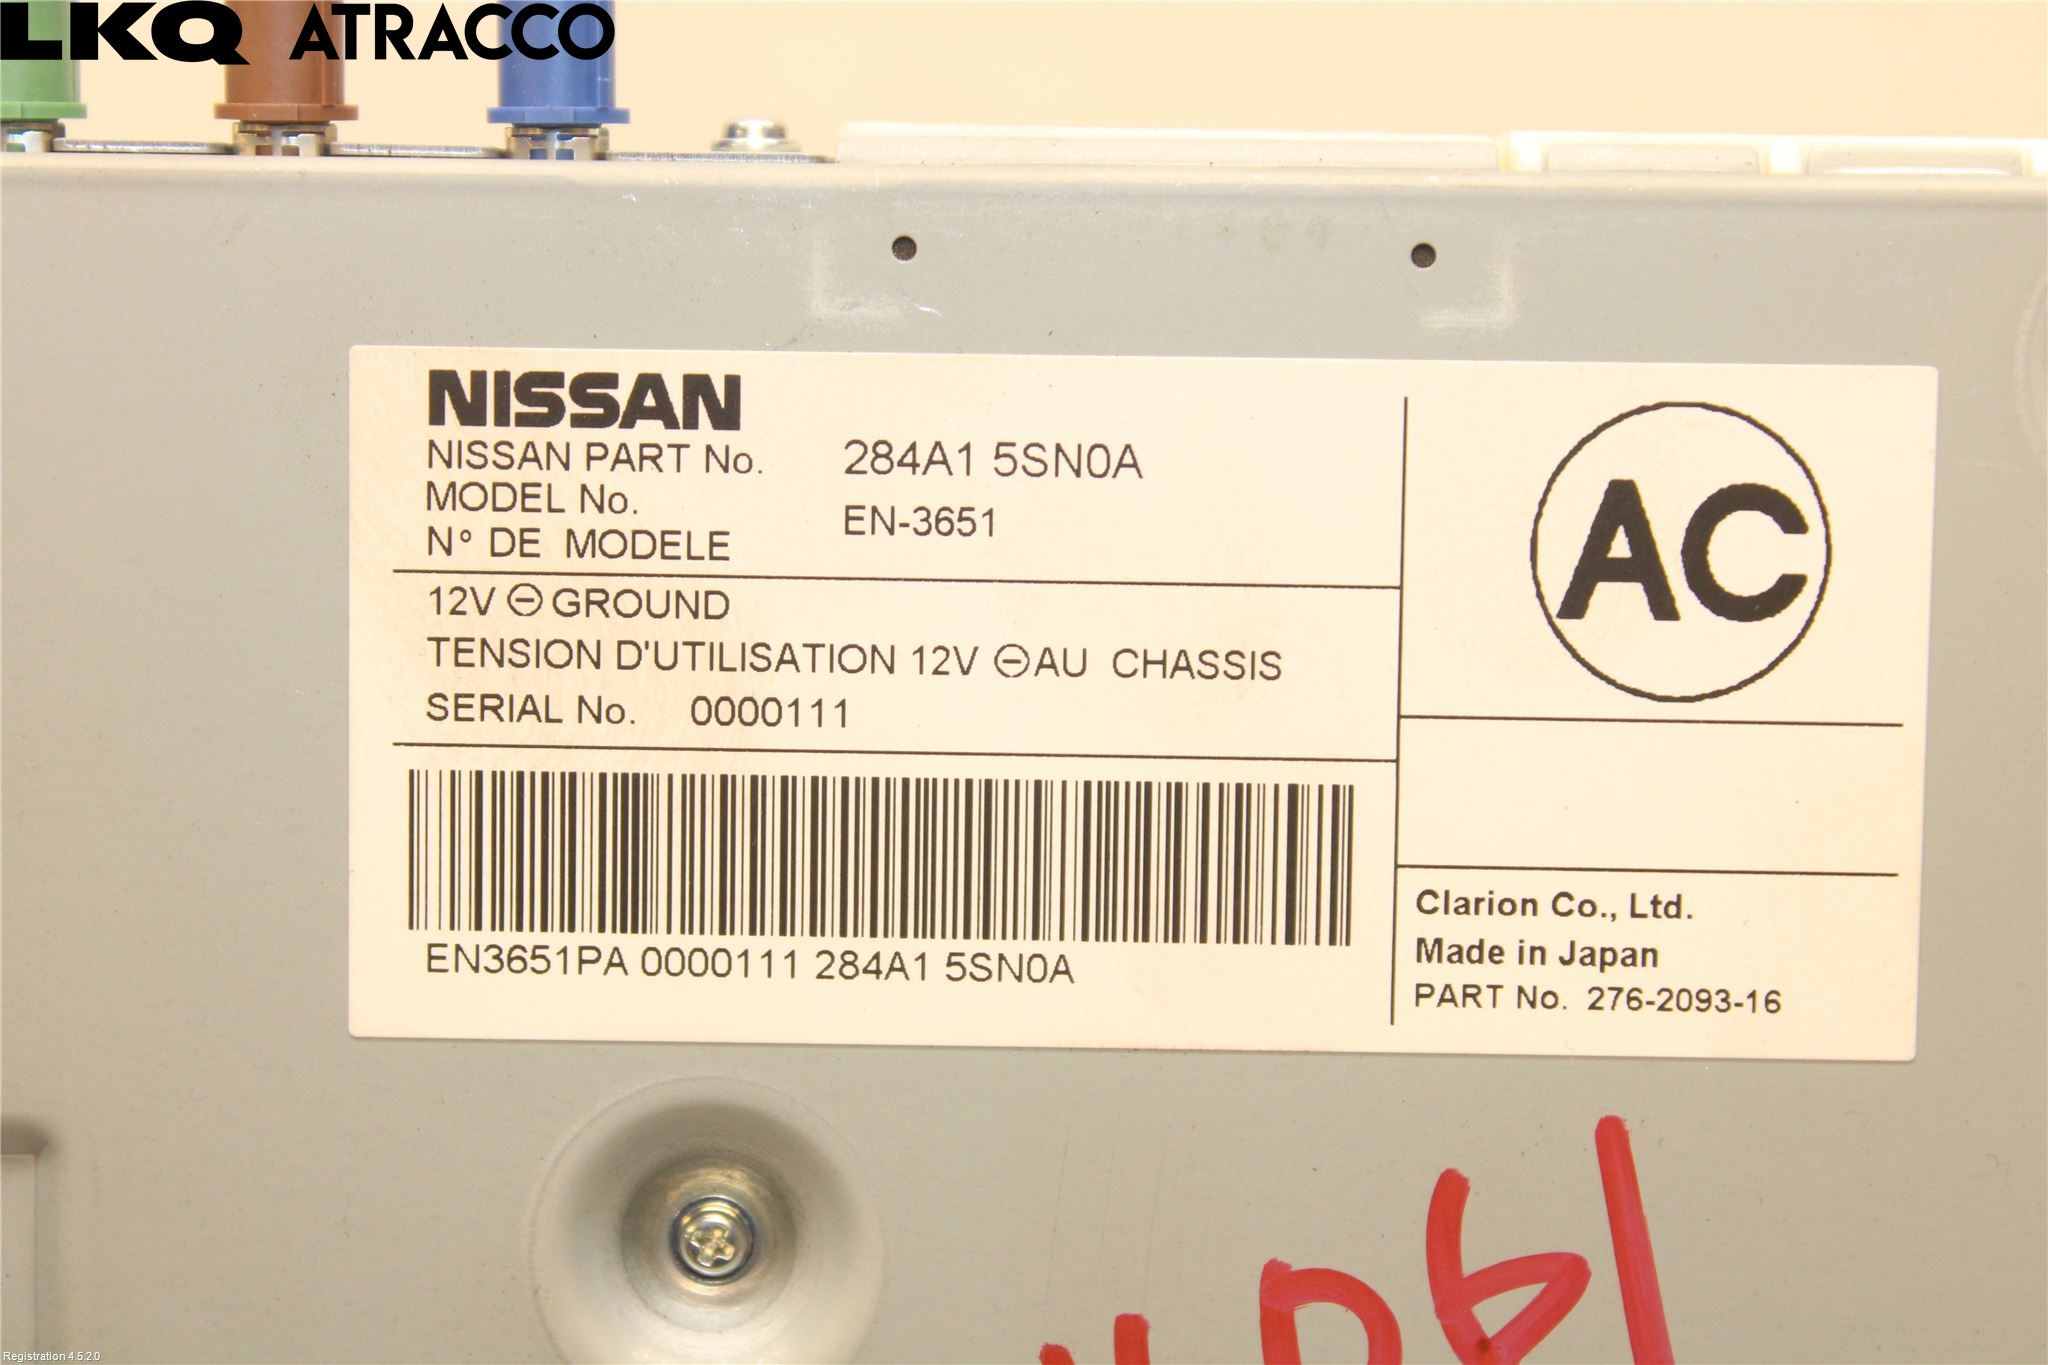 LKQ ATRACCO
NISSAN
NISSAN PART No. 284A1 5SN0A
MODEL No.
N° DE MODELE EN-3651
12V ⊖ GROUND
TENSION D'UTILISATION 12V ⊖ AU CHASSIS
SERIAL No. 0000111
EN3651PA 0000111 284A1 5SN0A
AC
Clarion Co., Ltd.
Made in Japan
PART No. 276-2093-16
Registration 4.5.2.0